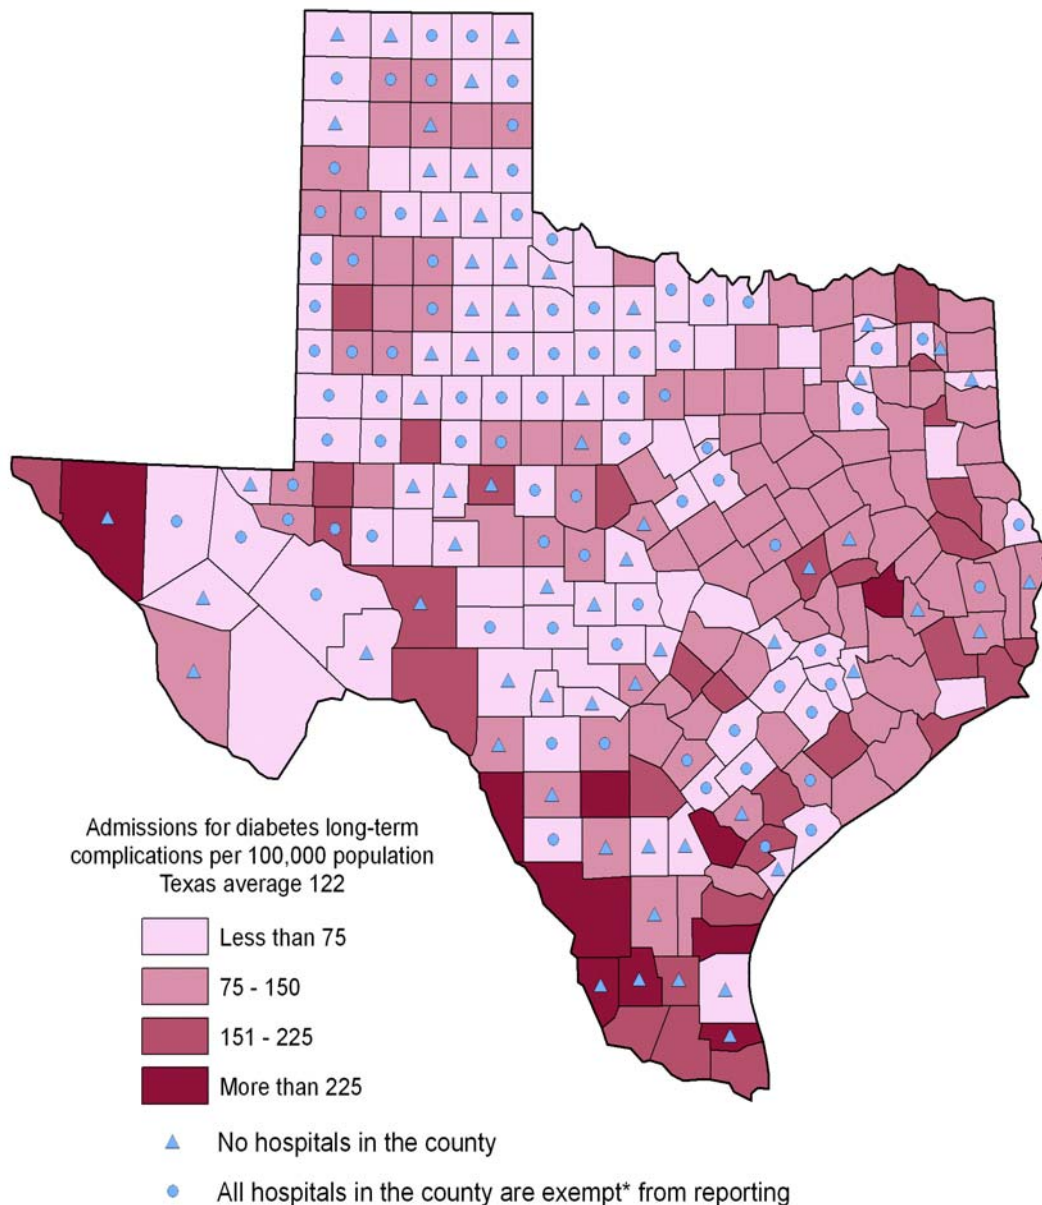 Admissions for diabetes long-term
complications per 100,000 population
Texas average 122
Less than 75
75 - 150
151 - 225
More than 225
No hospitals in the county
All hospitals in the county are exempt* from reporting